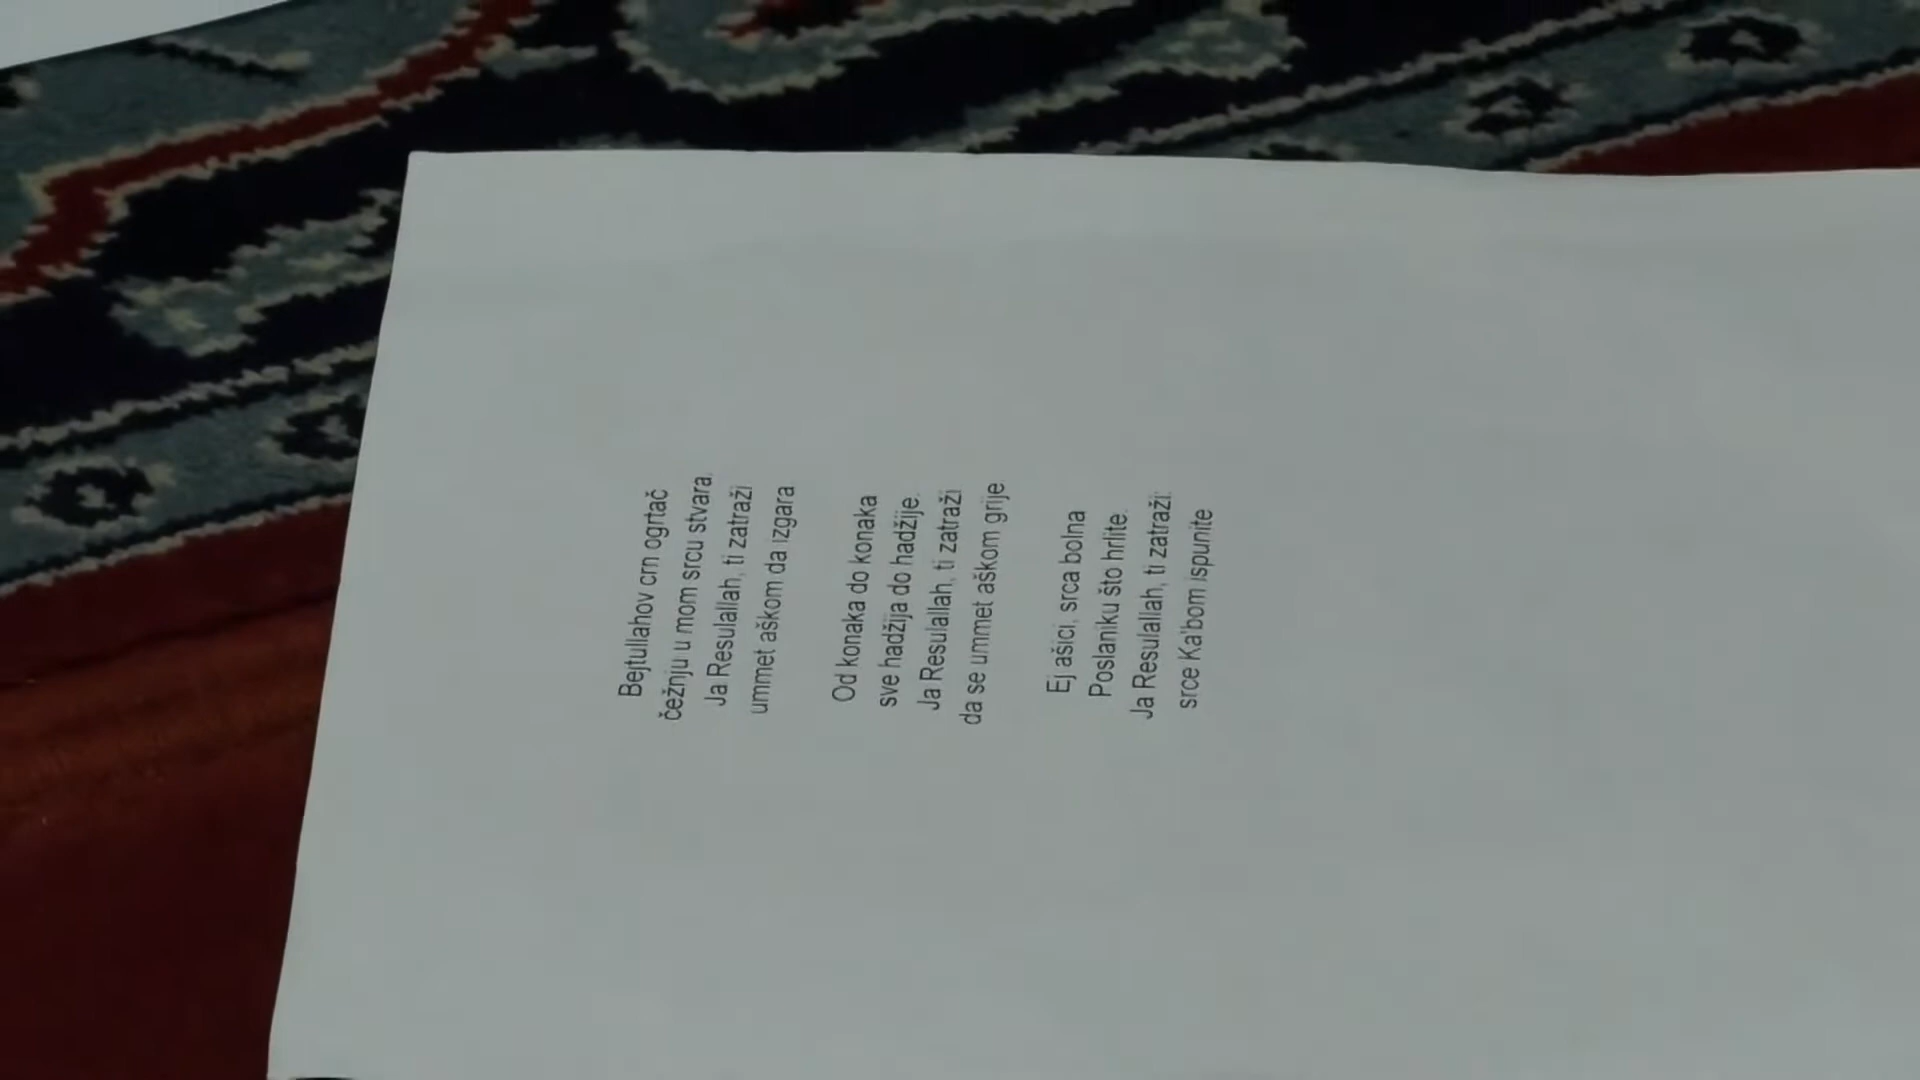 Bejtullahov crn ogrtač
čežnju u mom srcu stvara.
Ja Resulallah, ti zatraži
ummet aškom da izgara
Od konaka do konaka
sve hadžija do hadžije.
Ja Resulallah, ti zatraži
da se ummet aškom grije
Ej ašici, srca bolna
Poslaniku što hrlite.
Ja Resulallah, ti zatraži:
srce Ka'bom ispunite